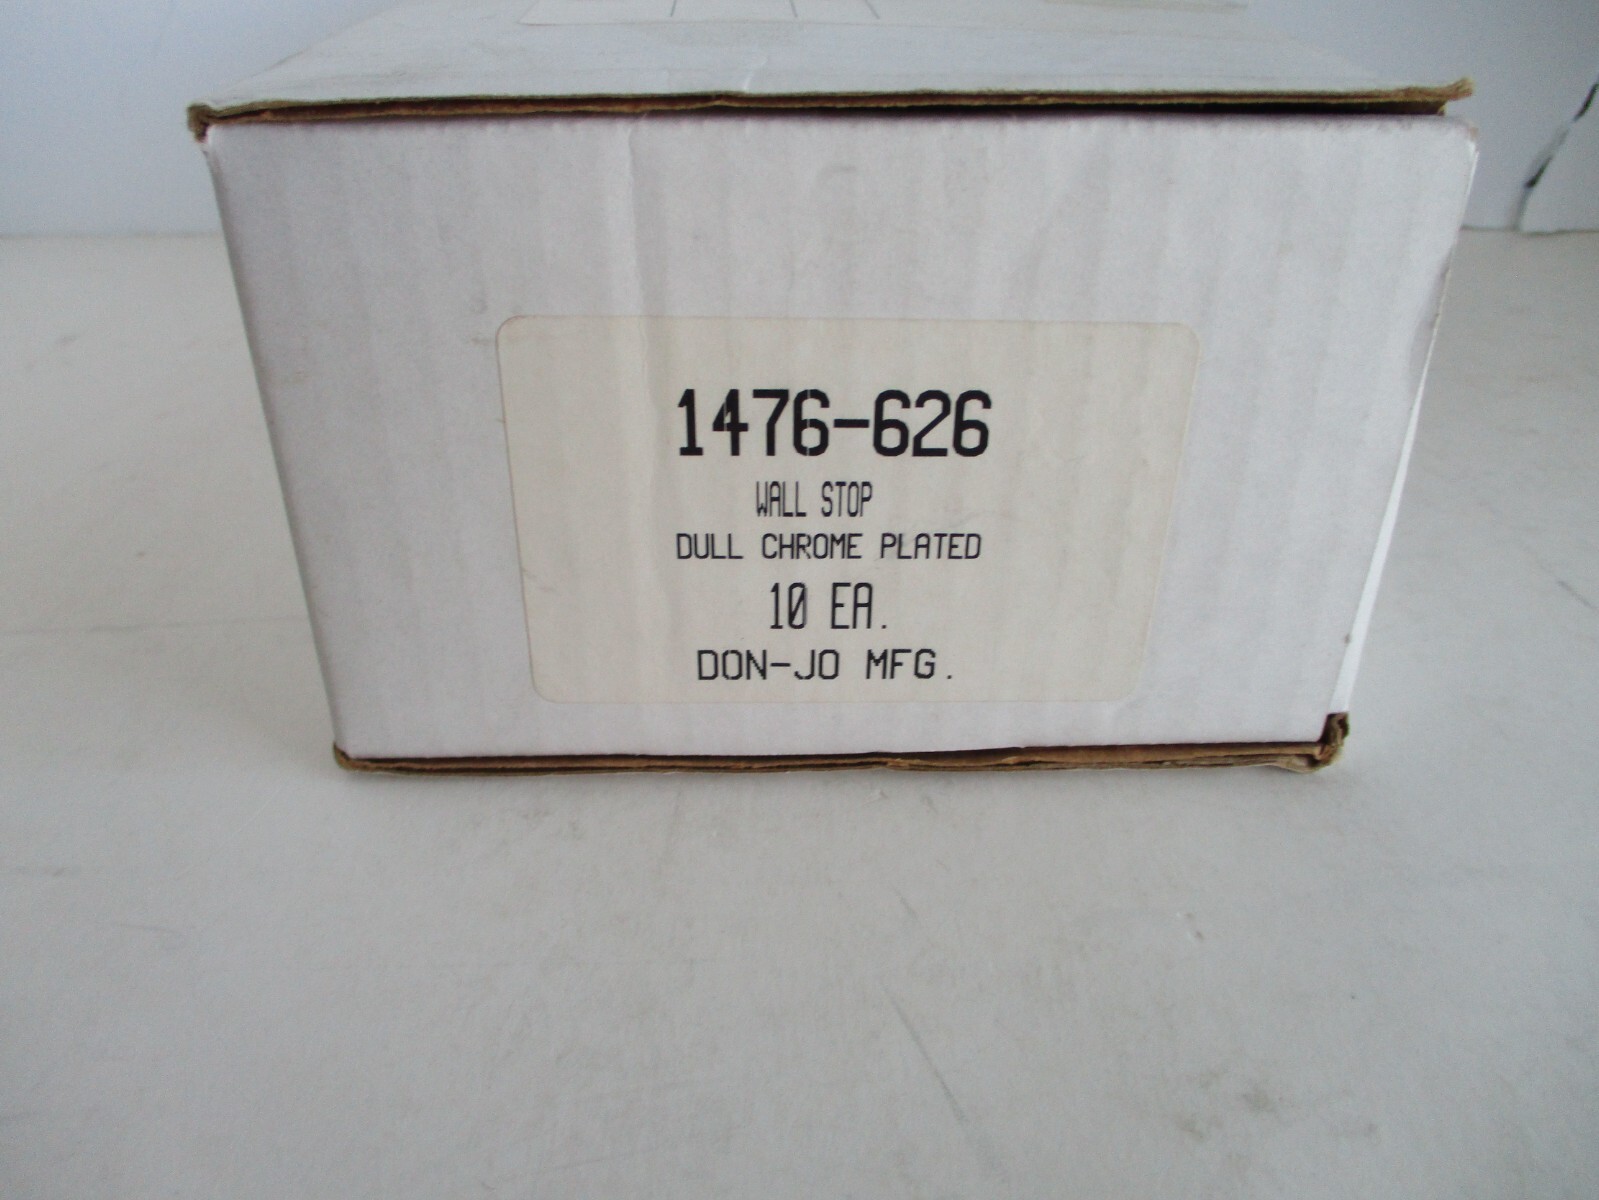 1476-626
WALL STOP
DULL CHROME PLATED
10 EA.
DON-JO MFG.